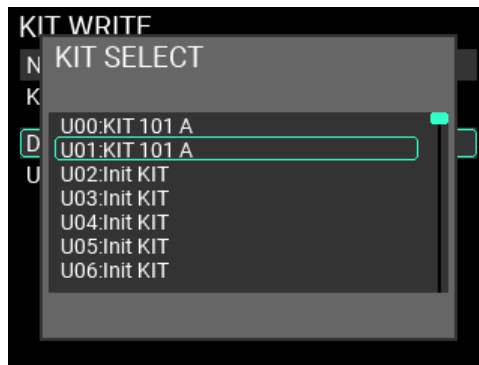 KIT WRITE
KIT SELECT
N
K
D
U
U00:KIT 101 A
U01:KIT 101 A
U02:Init KIT
U03:Init KIT
U04:Init KIT
U05:Init KIT
U06:Init KIT